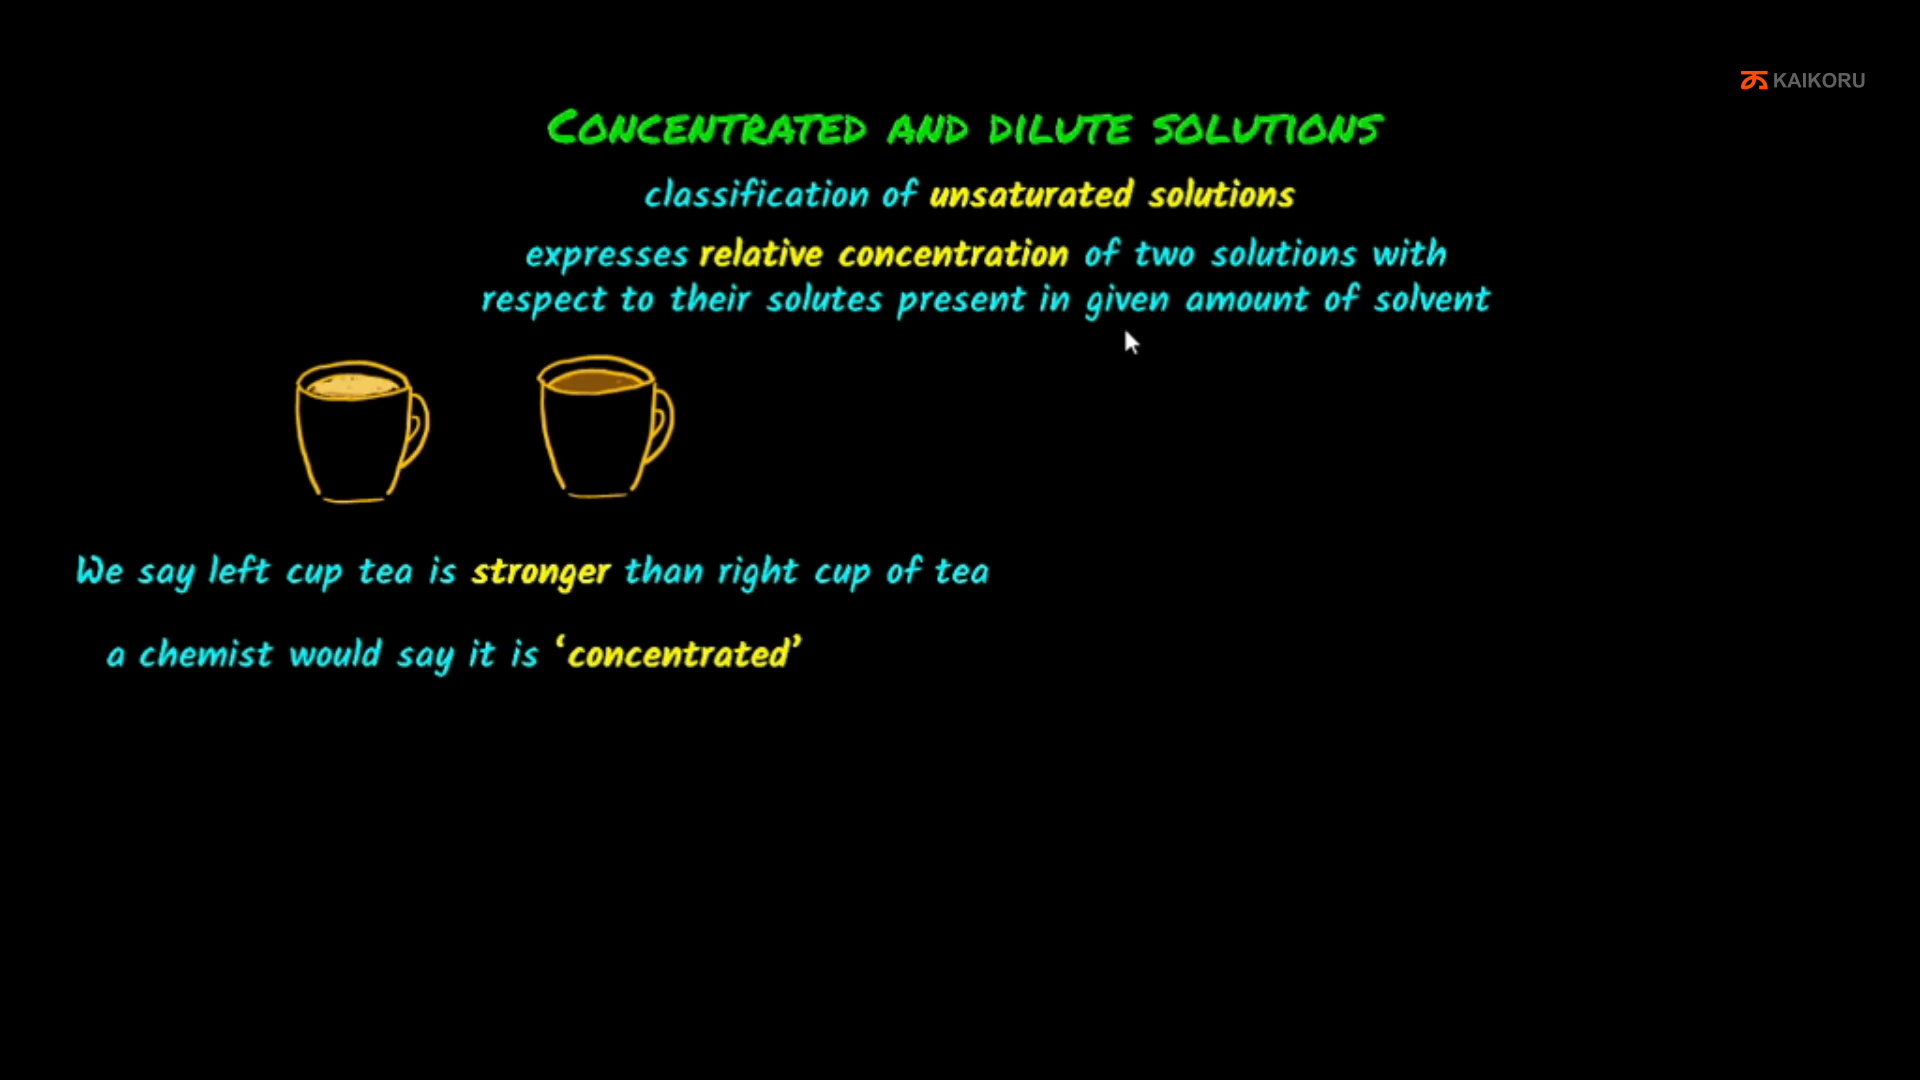 KAIKORU
CONCENTRATED AND DILUTE SOLUTIONS
classification of unsaturated solutions
expresses relative concentration of two solutions with
respect to their solutes present in given amount of solvent
We say left cup tea is stronger than right cup of tea
a chemist would say it is ‘concentrated’